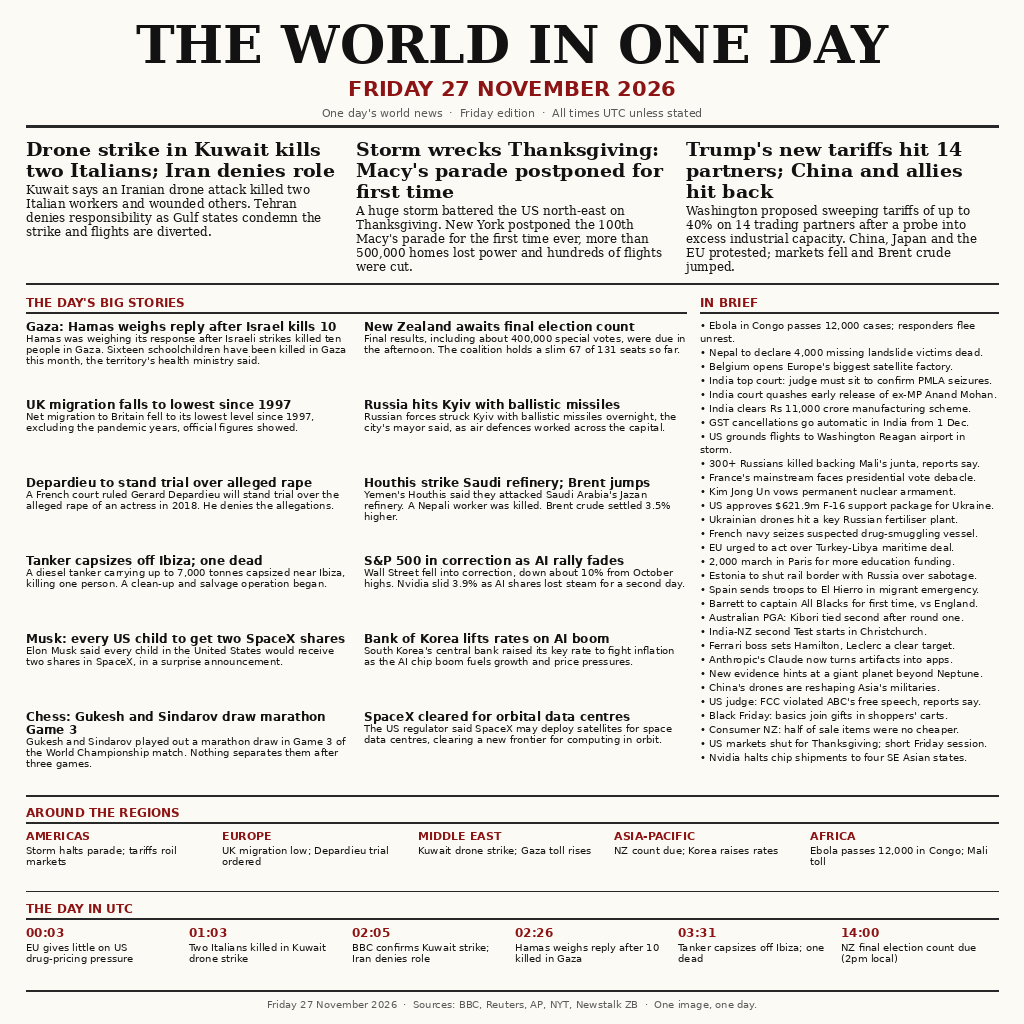 THE WORLD IN ONE DAY
FRIDAY 27 NOVEMBER 2026
One day's world news · Friday edition · All times UTC unless stated
Drone strike in Kuwait kills
two Italians; Iran denies role
Kuwait says an Iranian drone attack killed two
Italian workers and wounded others. Tehran
denies responsibility as Gulf states condemn the
strike and flights are diverted.
Storm wrecks Thanksgiving:
Macy's parade postponed for
first time
A huge storm battered the US north-east on
Thanksgiving. New York postponed the 100th
Macy's parade for the first time ever, more than
500,000 homes lost power and hundreds of flights
were cut.
Trump's new tariffs hit 14
partners; China and allies
hit back
Washington proposed sweeping tariffs of up to
40% on 14 trading partners after a probe into
excess industrial capacity. China, Japan and the
EU protested; markets fell and Brent crude
jumped.
THE DAY'S BIG STORIES
Gaza: Hamas weighs reply after Israel kills 10
Hamas was weighing its response after Israeli strikes killed ten
people in Gaza. Sixteen schoolchildren have been killed in Gaza
this month, the territory's health ministry said.
New Zealand awaits final election count
Final results, including about 400,000 special votes, were due in
the afternoon. The coalition holds a slim 67 of 131 seats so far.
UK migration falls to lowest since 1997
Net migration to Britain fell to its lowest level since 1997,
excluding the pandemic years, official figures showed.
Russia hits Kyiv with ballistic missiles
Russian forces struck Kyiv with ballistic missiles overnight, the
city's mayor said, as air defences worked across the capital.
Depardieu to stand trial over alleged rape
A French court ruled Gerard Depardieu will stand trial over the
alleged rape of an actress in 2018. He denies the allegations.
Houthis strike Saudi refinery; Brent jumps
Yemen's Houthis said they attacked Saudi Arabia's Jazan
refinery. A Nepali worker was killed. Brent crude settled 3.5%
higher.
Tanker capsizes off Ibiza; one dead
A diesel tanker carrying up to 7,000 tonnes capsized near Ibiza,
killing one person. A clean-up and salvage operation began.
S&P 500 in correction as AI rally fades
Wall Street fell into correction, down about 10% from October
highs. Nvidia slid 3.9% as AI shares lost steam for a second day.
Musk: every US child to get two SpaceX shares
Elon Musk said every child in the United States would receive
two shares in SpaceX, in a surprise announcement.
Bank of Korea lifts rates on AI boom
South Korea's central bank raised its key rate to fight inflation
as the AI chip boom fuels growth and price pressures.
Chess: Gukesh and Sindarov draw marathon
Game 3
Gukesh and Sindarov played out a marathon draw in Game 3 of
the World Championship match. Nothing separates them after
three games.
SpaceX cleared for orbital data centres
The US regulator said SpaceX may deploy satellites for space
data centres, clearing a new frontier for computing in orbit.
IN BRIEF
• Ebola in Congo passes 12,000 cases; responders flee
unrest.
• Nepal to declare 4,000 missing landslide victims dead.
• Belgium opens Europe's biggest satellite factory.
• India top court: judge must sit to confirm PMLA seizures.
• India court quashes early release of ex-MP Anand Mohan.
• India clears Rs 11,000 crore manufacturing scheme.
• GST cancellations go automatic in India from 1 Dec.
• US grounds flights to Washington Reagan airport in
storm.
• 300+ Russians killed backing Mali's junta, reports say.
• France's mainstream faces presidential vote debacle.
• Kim Jong Un vows permanent nuclear armament.
• US approves $621.9m F-16 support package for Ukraine.
• Ukrainian drones hit a key Russian fertiliser plant.
• French navy seizes suspected drug-smuggling vessel.
• EU urged to act over Turkey-Libya maritime deal.
• 2,000 march in Paris for more education funding.
• Estonia to shut rail border with Russia over sabotage.
• Spain sends troops to El Hierro in migrant emergency.
• Barrett to captain All Blacks for first time, vs England.
• Australian PGA: Kibori tied second after round one.
• India-NZ second Test starts in Christchurch.
• Ferrari boss sets Hamilton, Leclerc a clear target.
• Anthropic's Claude now turns artifacts into apps.
• New evidence hints at a giant planet beyond Neptune.
• China's drones are reshaping Asia's militaries.
• US judge: FCC violated ABC's free speech, reports say.
• Black Friday: basics join gifts in shoppers' carts.
• Consumer NZ: half of sale items were no cheaper.
• US markets shut for Thanksgiving; short Friday session.
• Nvidia halts chip shipments to four SE Asian states.
AROUND THE REGIONS
AMERICAS
Storm halts parade; tariffs roil
markets
EUROPE
UK migration low; Depardieu trial
ordered
MIDDLE EAST
Kuwait drone strike; Gaza toll rises
ASIA-PACIFIC
NZ count due; Korea raises rates
AFRICA
Ebola passes 12,000 in Congo; Mali
toll
THE DAY IN UTC
00:03
EU gives little on US
drug-pricing pressure
01:03
Two Italians killed in Kuwait
drone strike
02:05
BBC confirms Kuwait strike;
Iran denies role
02:26
Hamas weighs reply after 10
killed in Gaza
03:31
Tanker capsizes off Ibiza; one
dead
14:00
NZ final election count due
(2pm local)
Friday 27 November 2026 · Sources: BBC, Reuters, AP, NYT, Newstalk ZB · One image, one day.